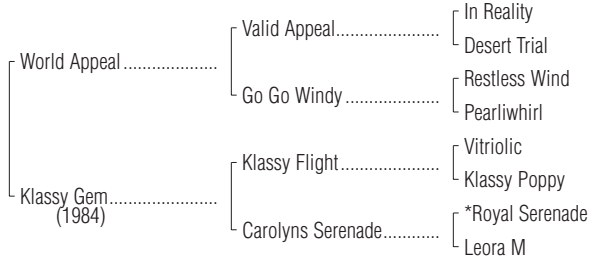 In Reality
Valid Appeal
Desert Trial
World Appeal
Restless Wind
Go Go Windy
Pearliwhirl
Vitriolic
Klassy Flight
Klassy Poppy
Klassy Gem
(1984)
*Royal Serenade
Carolyns Serenade
Leora M